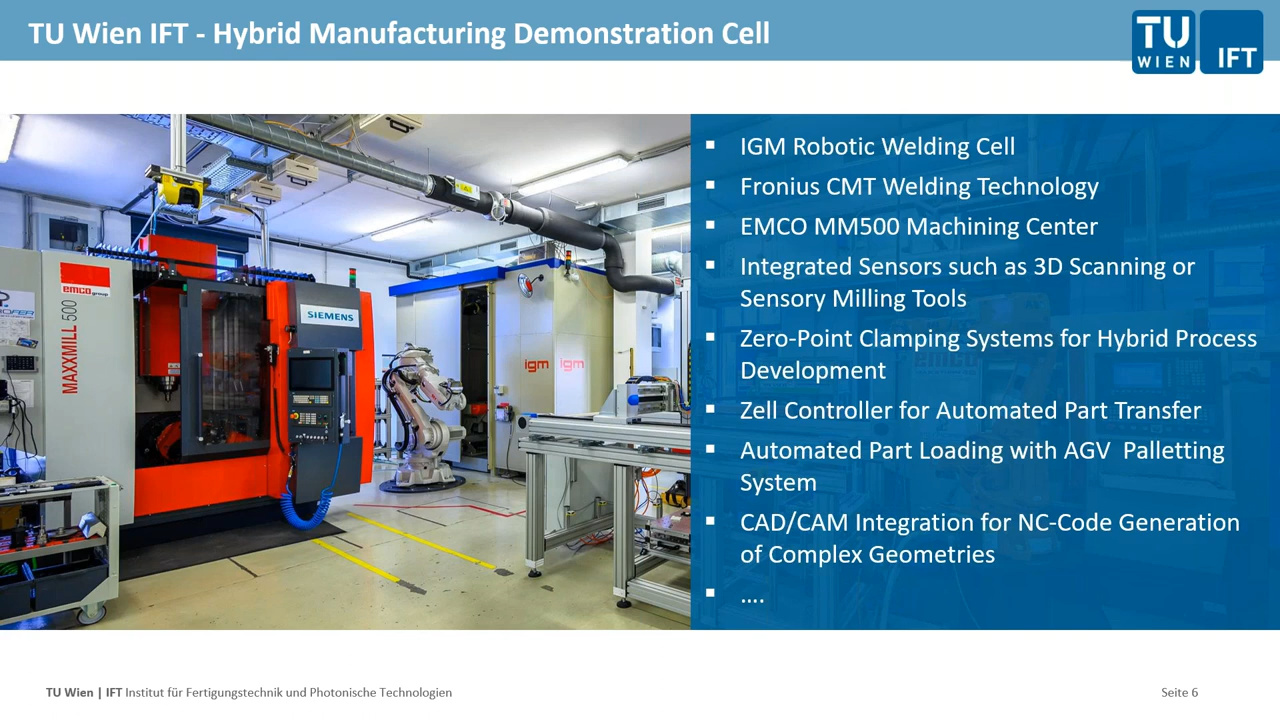 TU Wien IFT - Hybrid Manufacturing Demonstration Cell
TU
WIEN
IFT
emco group
MAXXMILL 500
SIEMENS
igm igm
IGM Robotic Welding Cell
Fronius CMT Welding Technology
EMCO MM500 Machining Center
Integrated Sensors such as 3D Scanning or
Sensory Milling Tools
Zero-Point Clamping Systems for Hybrid Process
Development
Zell Controller for Automated Part Transfer
Automated Part Loading with AGV  Palletting
System
CAD/CAM Integration for NC-Code Generation
of Complex Geometries
....
TU Wien | IFT Institut für Fertigungstechnik und Photonische Technologien
Seite 6